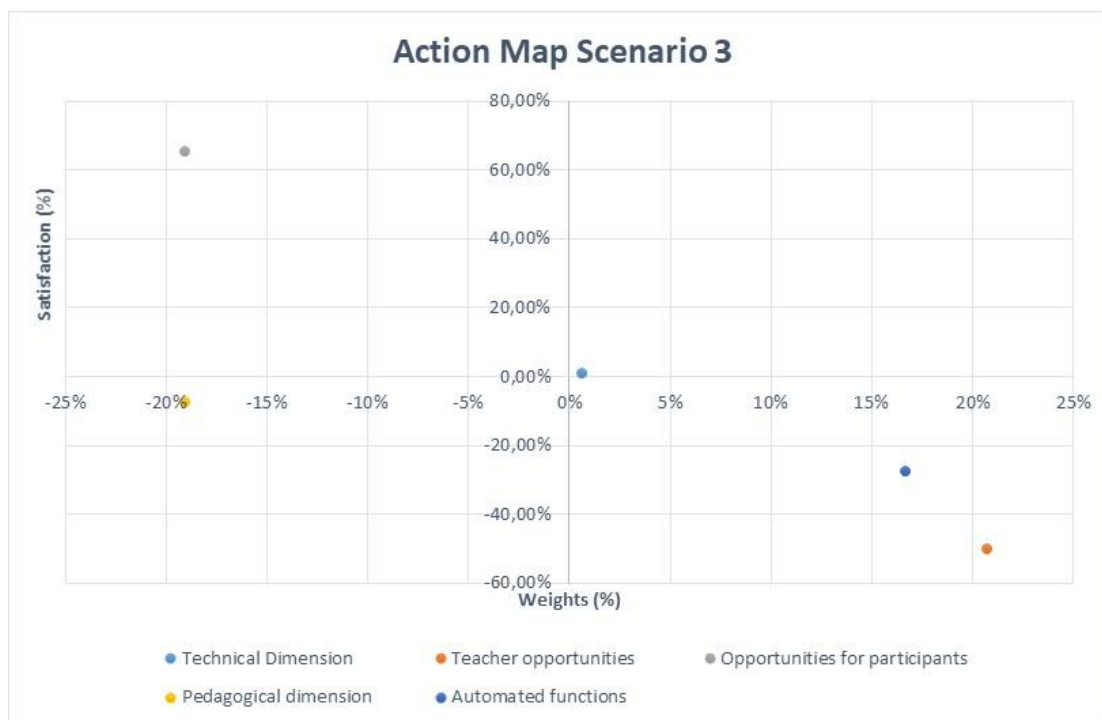 Action Map Scenario 3
80,00%
60,00%
40,00%
20,00%
0,00%
-25% -20% -15% -10% -5% 0% 5% 10% 15% 20% 25%
-20,00%
-40,00%
-60,00%
Satisfaction (%)
Weights (%)
Technical Dimension Teacher opportunities Opportunities for participants
Pedagogical dimension Automated functions